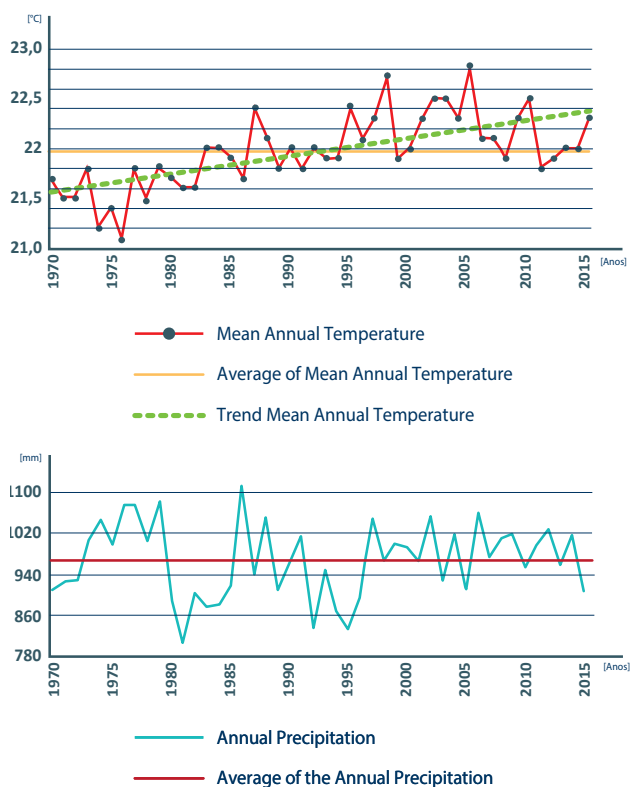 [°C]
23,0
22,5
22
21,5
21,0
1970 1975 1980 1985 1990 1995 2000 2005 2010 2015 [Anos]
Mean Annual Temperature
Average of Mean Annual Temperature
Trend Mean Annual Temperature
[mm]
1100
1020
940
860
780
1970 1975 1980 1985 1990 1995 2000 2005 2010 2015 [Anos]
Annual Precipitation
Average of the Annual Precipitation